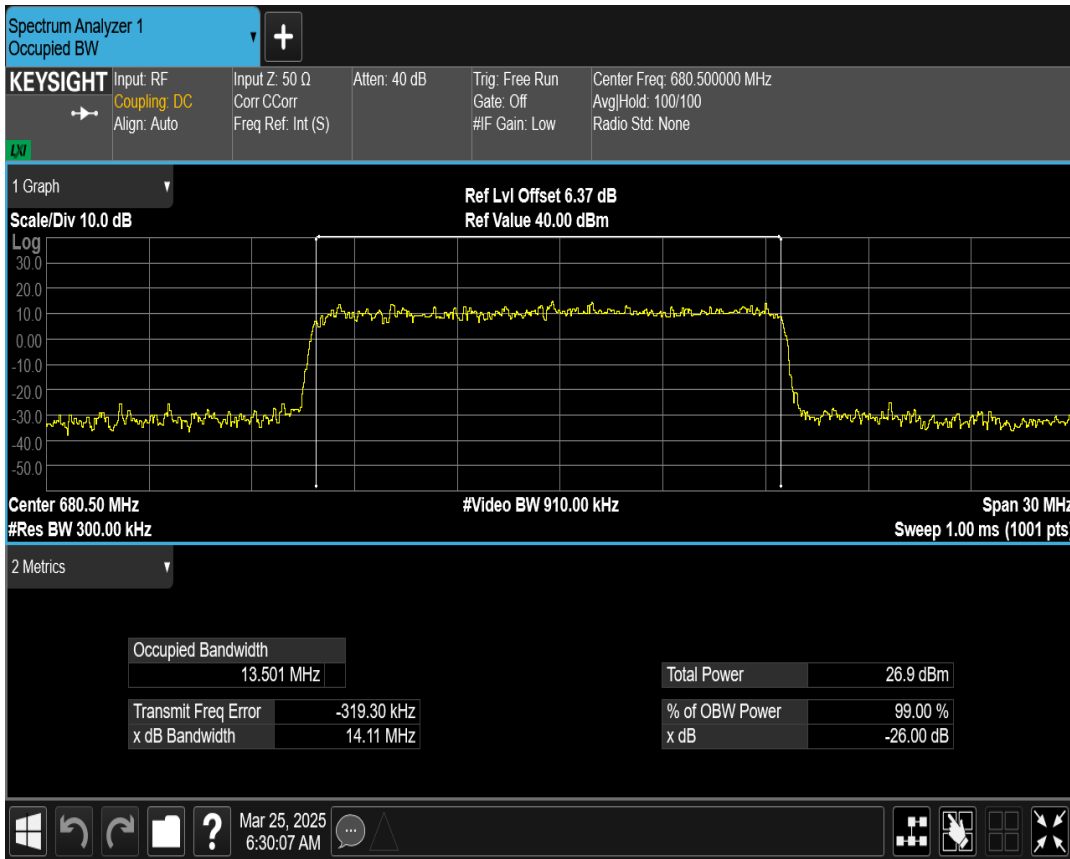 Spectrum Analyzer 1
Occupied BW
KEYSIGHT
LXI
Input: RF
Coupling: DC
Align: Auto
Input Z: 50 Ω
Corr CCorr
Freq Ref: Int (S)
Atten: 40 dB
Trig: Free Run
Gate: Off
#IF Gain: Low
Center Freq: 680.500000 MHz
Avg|Hold: 100/100
Radio Std: None
1 Graph
Scale/Div 10.0 dB
Ref Lvl Offset 6.37 dB
Ref Value 40.00 dBm
Log
30.0
20.0
10.0
0.00
-10.0
-20.0
-30.0
-40.0
-50.0
Center 680.50 MHz
#Video BW 910.00 kHz
Span 30 MHz
#Res BW 300.00 kHz
Sweep 1.00 ms (1001 pts)
2 Metrics
Occupied Bandwidth
13.501 MHz
Total Power 26.9 dBm
Transmit Freq Error -319.30 kHz
% of OBW Power 99.00 %
x dB Bandwidth 14.11 MHz
x dB -26.00 dB
?
Mar 25, 2025
6:30:07 AM